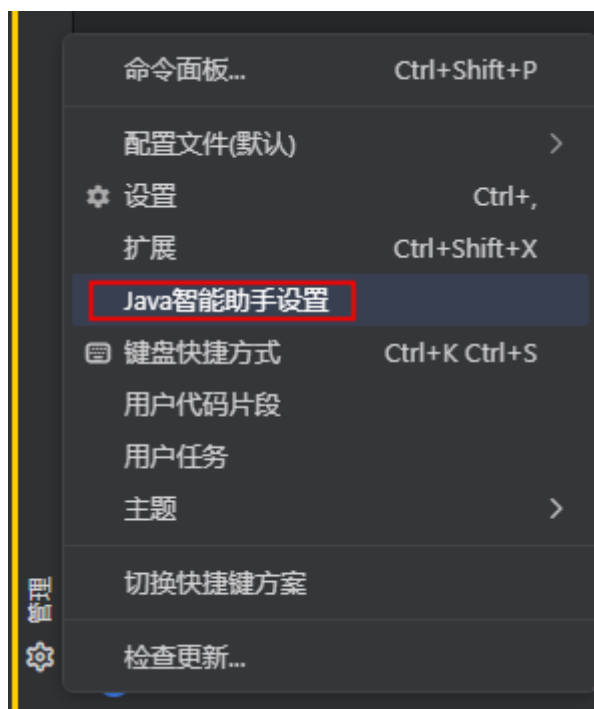 命令面板... Ctrl+Shift+P
配置文件(默认)
设置 Ctrl+,
扩展 Ctrl+Shift+X
Java智能助手设置
键盘快捷方式 Ctrl+K Ctrl+S
用户代码片段
用户任务
主题
切换快捷键方案
管理
检查更新...